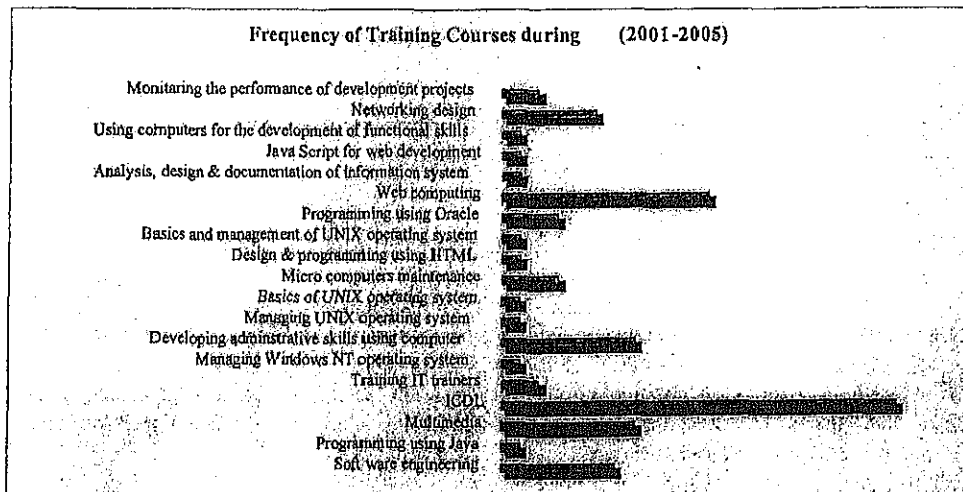 Frequency of Training Courses during (2001-2005)
Monitaring the performance of development projects
Networking design
Using computers for the development of functional skills
Java Script for web development
Analysis, design & documentation of information system
Web computing
Programming using Oracle
Basics and management of UNIX operating system
Design & programming using HTML
Micro computers maintenance
Basics of UNIX operating system
Managing UNIX operating system
Developing adminstrative skills using computer
Managing Windows NT operating system
Training IT trainers
ICDL
Multimedia
Programming using Java
Soft ware engineering